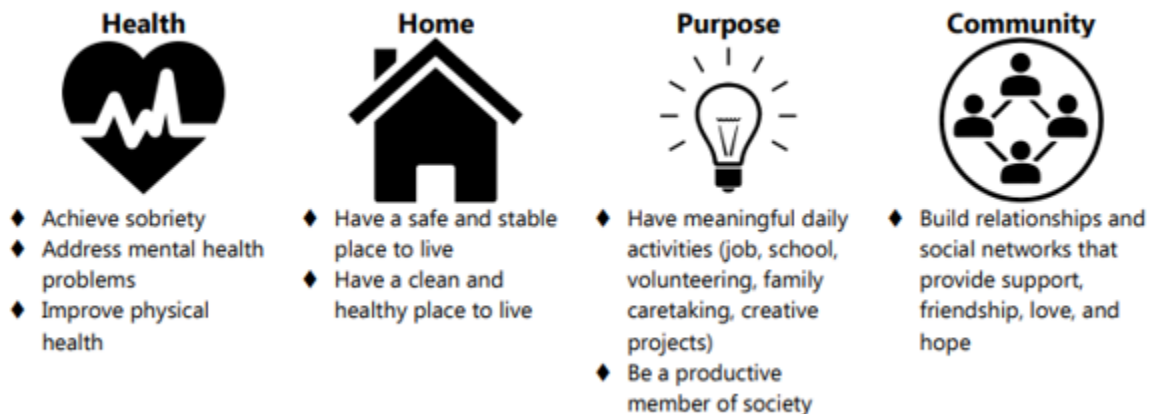 Health
♦ Achieve sobriety
♦ Address mental health
problems
♦ Improve physical
health
Home
♦ Have a safe and stable
place to live
♦ Have a clean and
healthy place to live
Purpose
♦ Have meaningful daily
activities (job, school,
volunteering, family
caretaking, creative
projects)
♦ Be a productive
member of society
Community
♦ Build relationships and
social networks that
provide support,
friendship, love, and
hope